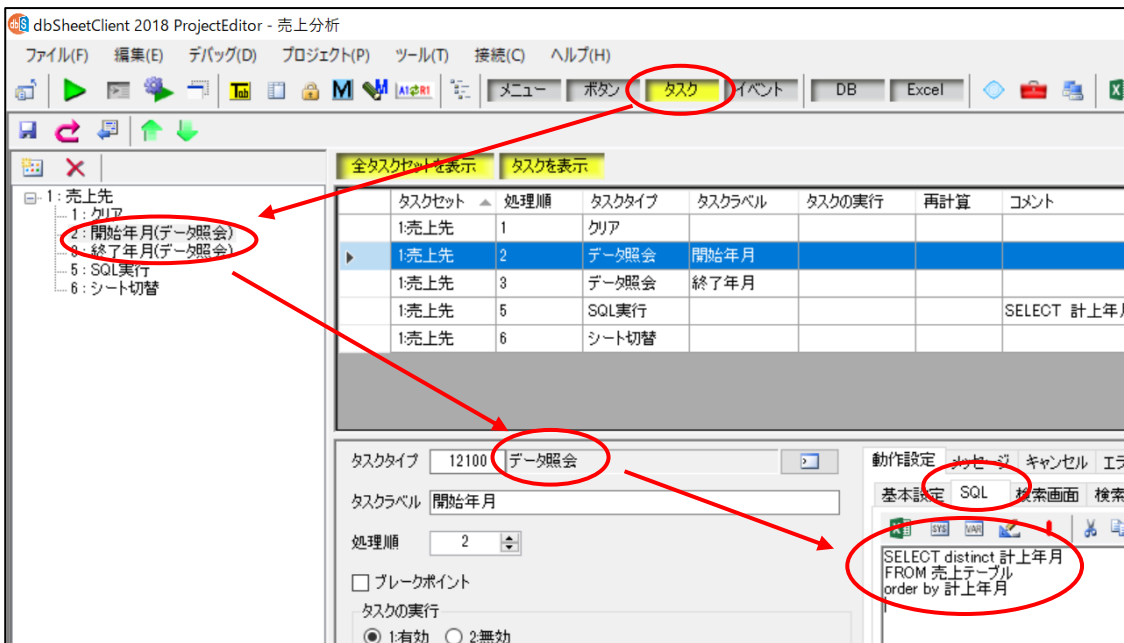 dbSheetClient 2018 ProjectEditor - 売上分析
ファイル(F) 編集(E) デバッグ(D) プロジェクト(P) ツール(T) 接続(C) ヘルプ(H)
Tab M M A1⇄R1 メニュー ボタン タスク イベント DB Excel
全タスクセットを表示 タスクを表示
1 : 売上先
1 : クリア
2 : 開始年月(データ照会)
3 : 終了年月(データ照会)
5 : SQL実行
6 : シート切替
タスクセット 処理順 タスクタイプ タスクラベル タスクの実行 再計算 コメント
1:売上先 1 クリア
1:売上先 2 データ照会 開始年月
1:売上先 3 データ照会 終了年月
1:売上先 5 SQL実行 SELECT 計上年月
1:売上先 6 シート切替
タスクタイプ 12100 データ照会
動作設定 メッセージ キャンセル エラ
基本設定 SQL 検索画面 検索
タスクラベル 開始年月
SYS VAR
処理順 2
SELECT distinct 計上年月
FROM 売上テーブル
order by 計上年月
ブレークポイント
タスクの実行
1:有効 2:無効